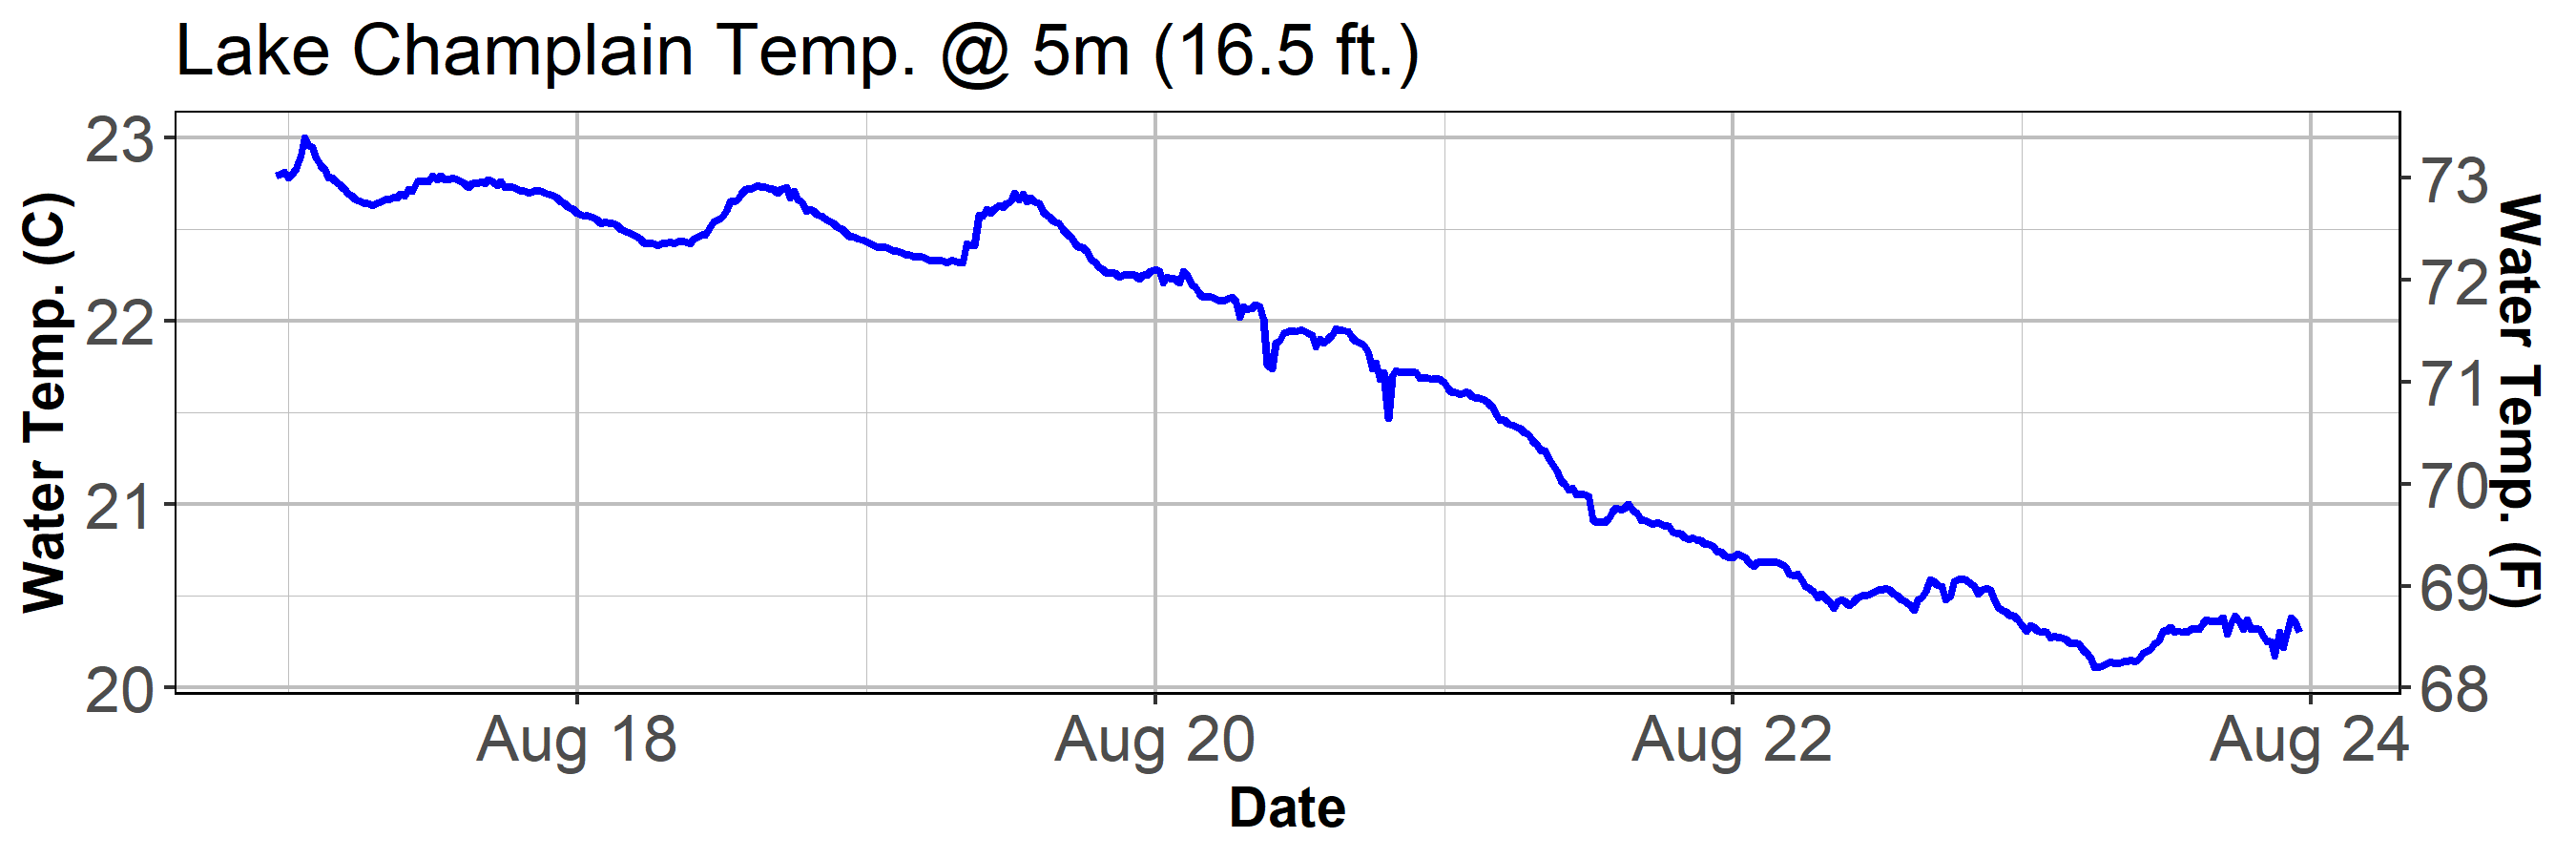 Lake Champlain Temp. @ 5m (16.5 ft.)
Water Temp. (C)
23
22
21
20
73
72
71
70
69
68
Water Temp. (F)
Aug 18
Aug 20
Aug 22
Aug 24
Date